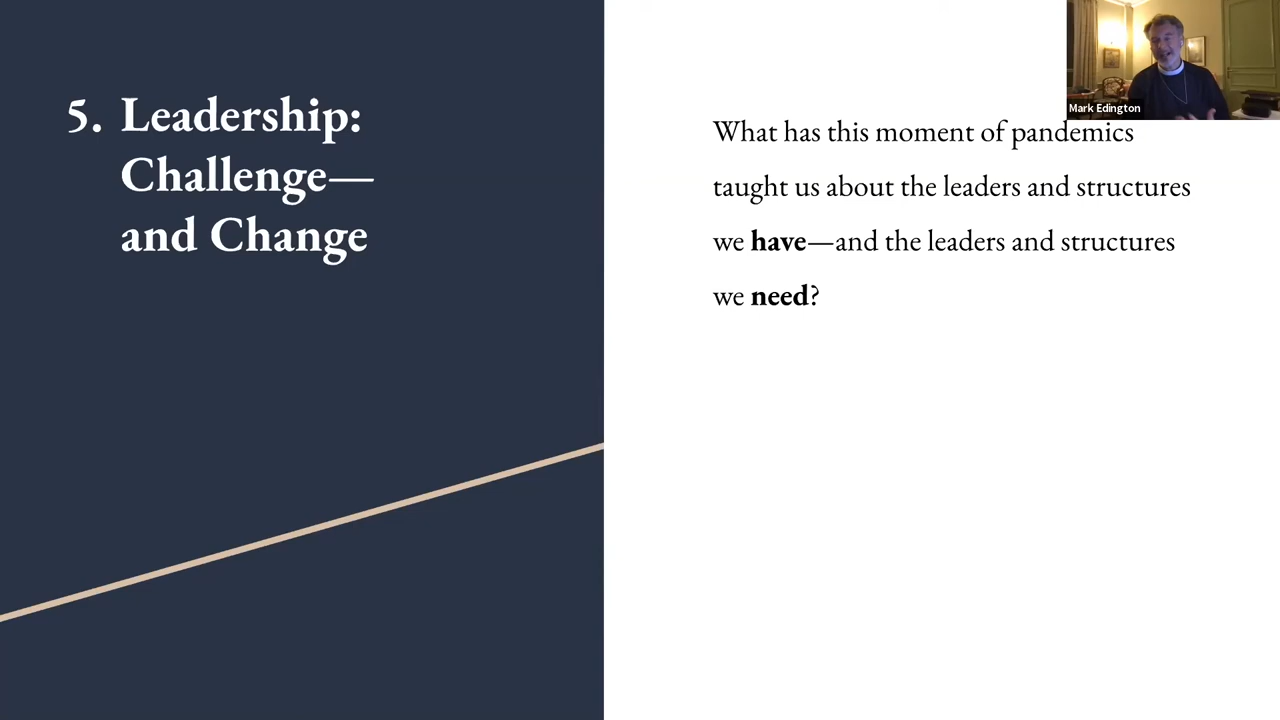 5. Leadership:
Challenge—
and Change
Mark Edington
What has this moment of pandemics
taught us about the leaders and structures
we have—and the leaders and structures
we need?